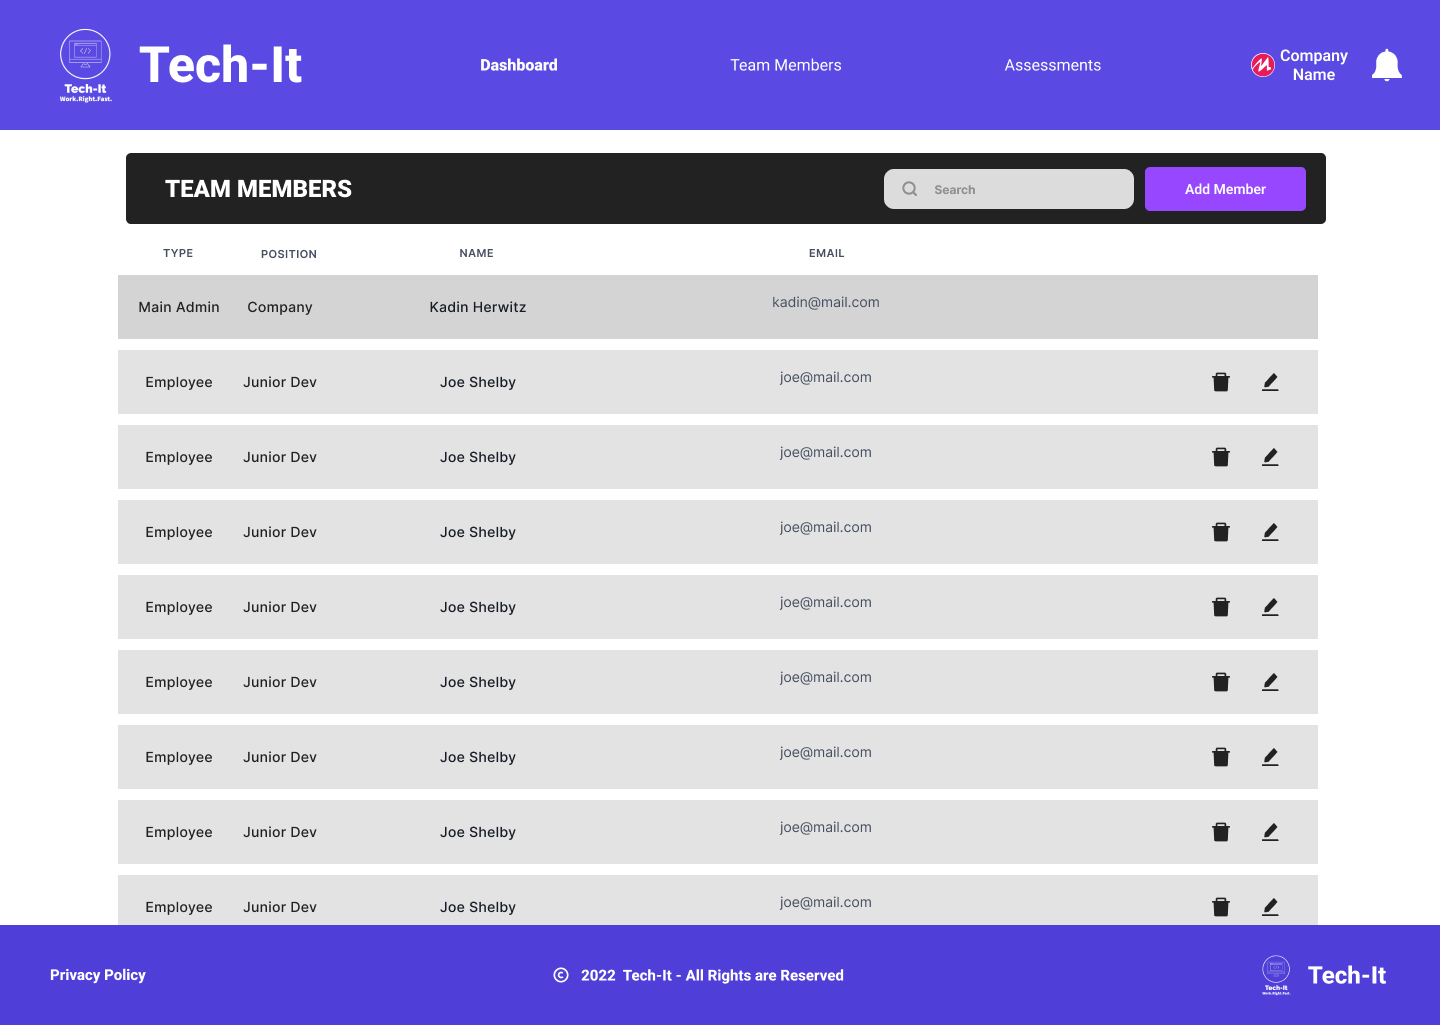 Tech-It
Work.Right.Fast.
Tech-It
Dashboard
Team Members
Assessments
Company
Name
TEAM MEMBERS
Search
Add Member
TYPE POSITION NAME EMAIL
Main Admin Company Kadin Herwitz kadin@mail.com
Employee Junior Dev Joe Shelby joe@mail.com
Employee Junior Dev Joe Shelby joe@mail.com
Employee Junior Dev Joe Shelby joe@mail.com
Employee Junior Dev Joe Shelby joe@mail.com
Employee Junior Dev Joe Shelby joe@mail.com
Employee Junior Dev Joe Shelby joe@mail.com
Employee Junior Dev Joe Shelby joe@mail.com
Employee Junior Dev Joe Shelby joe@mail.com
Privacy Policy
© 2022 Tech-It - All Rights are Reserved
Tech-It
Work.Right.Fast.
Tech-It